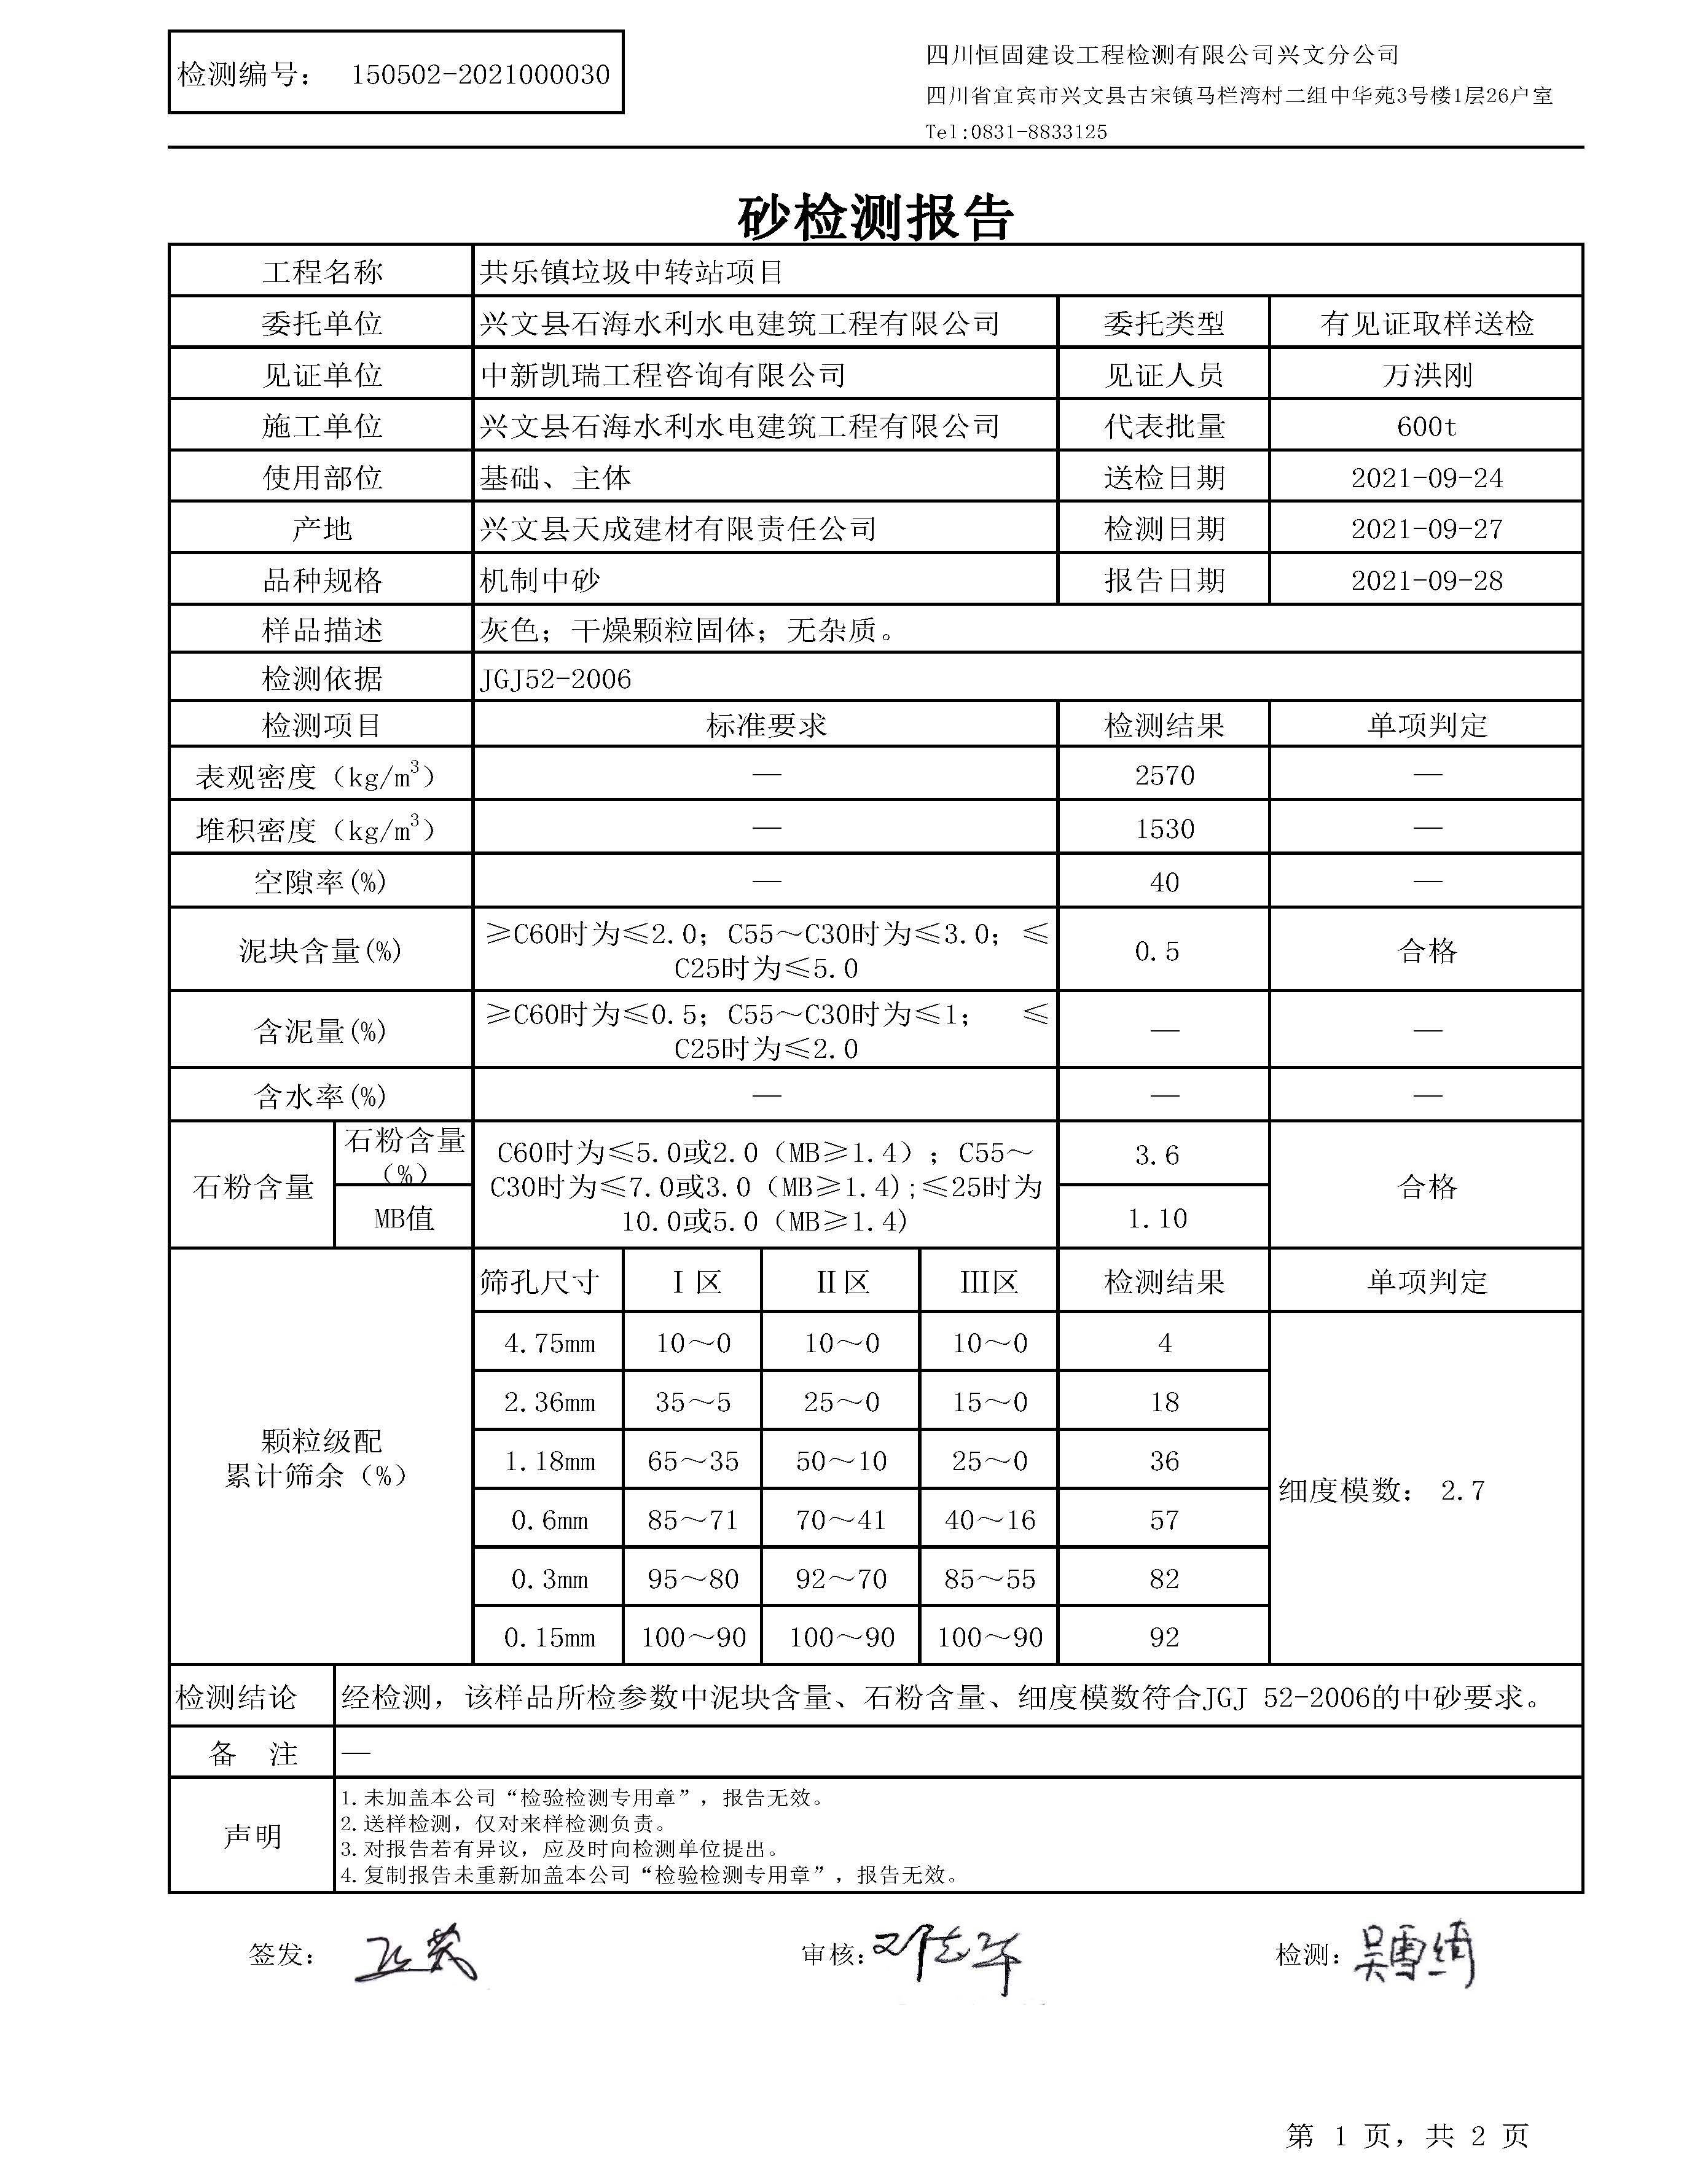 检测编号： 150502-2021000030
四川恒固建设工程检测有限公司兴文分公司
四川省宜宾市兴文县古宋镇马栏湾村二组中华苑3号楼1层26户室
Tel:0831-8833125
砂检测报告
工程名称 共乐镇垃圾中转站项目
委托单位 兴文县石海水利水电建筑工程有限公司 委托类型 有见证取样送检
见证单位 中新凯瑞工程咨询有限公司 见证人员 万洪刚
施工单位 兴文县石海水利水电建筑工程有限公司 代表批量 600t
使用部位 基础、主体 送检日期 2021-09-24
产地 兴文县天成建材有限责任公司 检测日期 2021-09-27
品种规格 机制中砂 报告日期 2021-09-28
样品描述 灰色；干燥颗粒固体；无杂质。
检测依据 JGJ52-2006
检测项目 标准要求 检测结果 单项判定
表观密度（kg/m³） — 2570 —
堆积密度（kg/m³） — 1530 —
空隙率(%) — 40 —
泥块含量(%) ≥C60时为≤2.0；C55～C30时为≤3.0；≤
C25时为≤5.0 0.5 合格
含泥量(%) ≥C60时为≤0.5；C55～C30时为≤1； ≤
C25时为≤2.0 — —
含水率(%) — — —
石粉含量 石粉含量
（%） C60时为≤5.0或2.0（MB≥1.4）；C55～
C30时为≤7.0或3.0（MB≥1.4);≤25时为
10.0或5.0（MB≥1.4) 3.6 合格
MB值 1.10
颗粒级配
累计筛余（%）
筛孔尺寸 Ⅰ区 Ⅱ区 Ⅲ区 检测结果 单项判定
4.75mm 10～0 10～0 10～0 4
2.36mm 35～5 25～0 15～0 18
1.18mm 65～35 50～10 25～0 36
细度模数： 2.7
0.6mm 85～71 70～41 40～16 57
0.3mm 95～80 92～70 85～55 82
0.15mm 100～90 100～90 100～90 92
检测结论 经检测，该样品所检参数中泥块含量、石粉含量、细度模数符合JGJ 52-2006的中砂要求。
备 注 —
声明
1.未加盖本公司“检验检测专用章”，报告无效。
2.送样检测，仅对来样检测负责。
3.对报告若有异议，应及时向检测单位提出。
4.复制报告未重新加盖本公司“检验检测专用章”，报告无效。
签发： 审核： 检测：吴雪绮
第 1 页，共 2 页